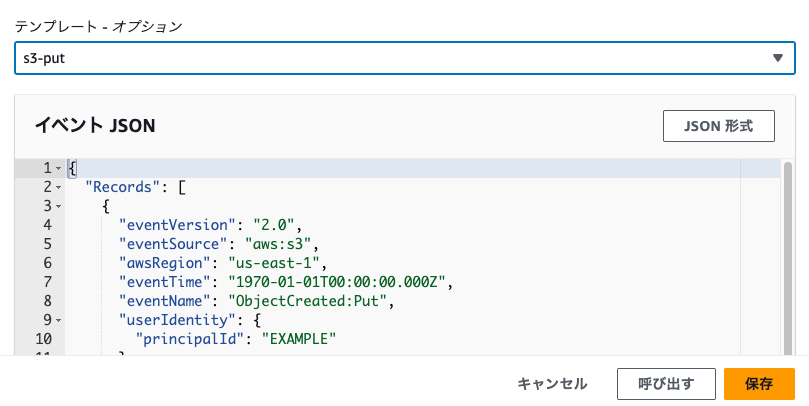 テンプレート - オプション
s3-put
イベント JSON
JSON 形式
1 {
2 "Records": [
3 {
4 "eventVersion": "2.0",
5 "eventSource": "aws:s3",
6 "awsRegion": "us-east-1",
7 "eventTime": "1970-01-01T00:00:00.000Z",
8 "eventName": "ObjectCreated:Put",
9 "userIdentity": {
10 "principalId": "EXAMPLE"
キャンセル
呼び出す
保存